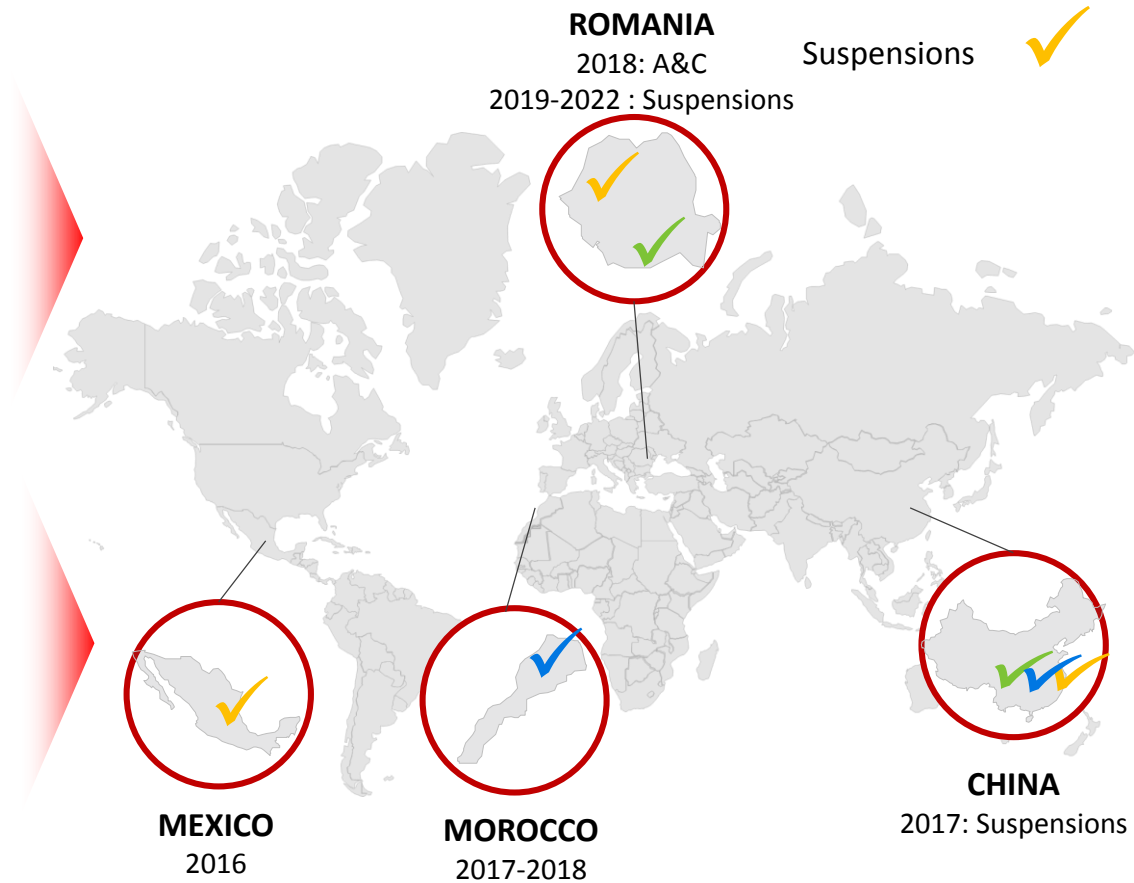 ROMANIA
2018: A&C
2019-2022 : Suspensions
Suspensions
MEXICO
2016
MOROCCO
2017-2018
CHINA
2017: Suspensions